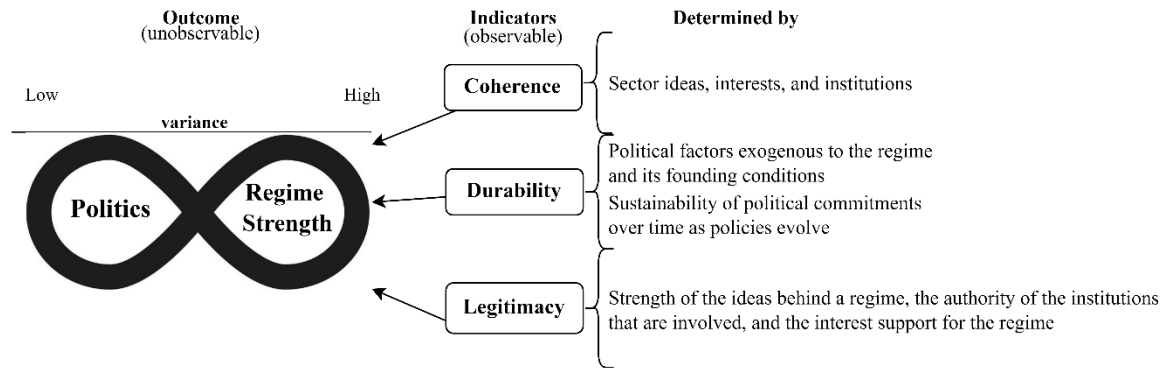 Outcome
(unobservable)
Indicators
(observable)
Determined by
Low
High
variance
Politics
Regime
Strength
Coherence
Sector ideas, interests, and institutions
Durability
Political factors exogenous to the regime
and its founding conditions
Sustainability of political commitments
over time as policies evolve
Legitimacy
Strength of the ideas behind a regime, the authority of the institutions
that are involved, and the interest support for the regime